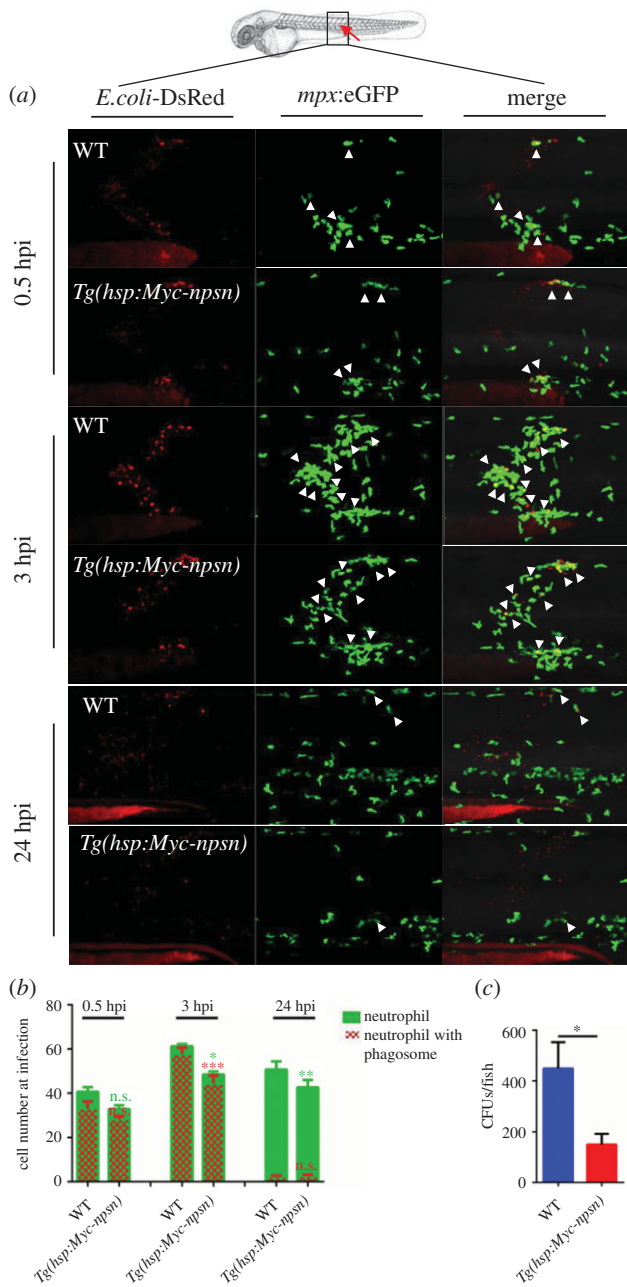 (a)
E.coli-DsRed mpx:eGFP merge
0.5 hpi
WT
Tg(hsp:Myc-npsn)
3 hpi
WT
Tg(hsp:Myc-npsn)
24 hpi
WT
Tg(hsp:Myc-npsn)
(b)
0.5 hpi 3 hpi 24 hpi
neutrophil
neutrophil with
phagosome
cell number at infection
80
60
40
20
0
n.s.
n.s.
*
***
**
n.s.
WT
Tg(hsp:Myc-npsn)
WT
Tg(hsp:Myc-npsn)
WT
Tg(hsp:Myc-npsn)
(c)
*
CFUs/fish
600
400
200
0
WT
Tg(hsp:Myc-npsn)